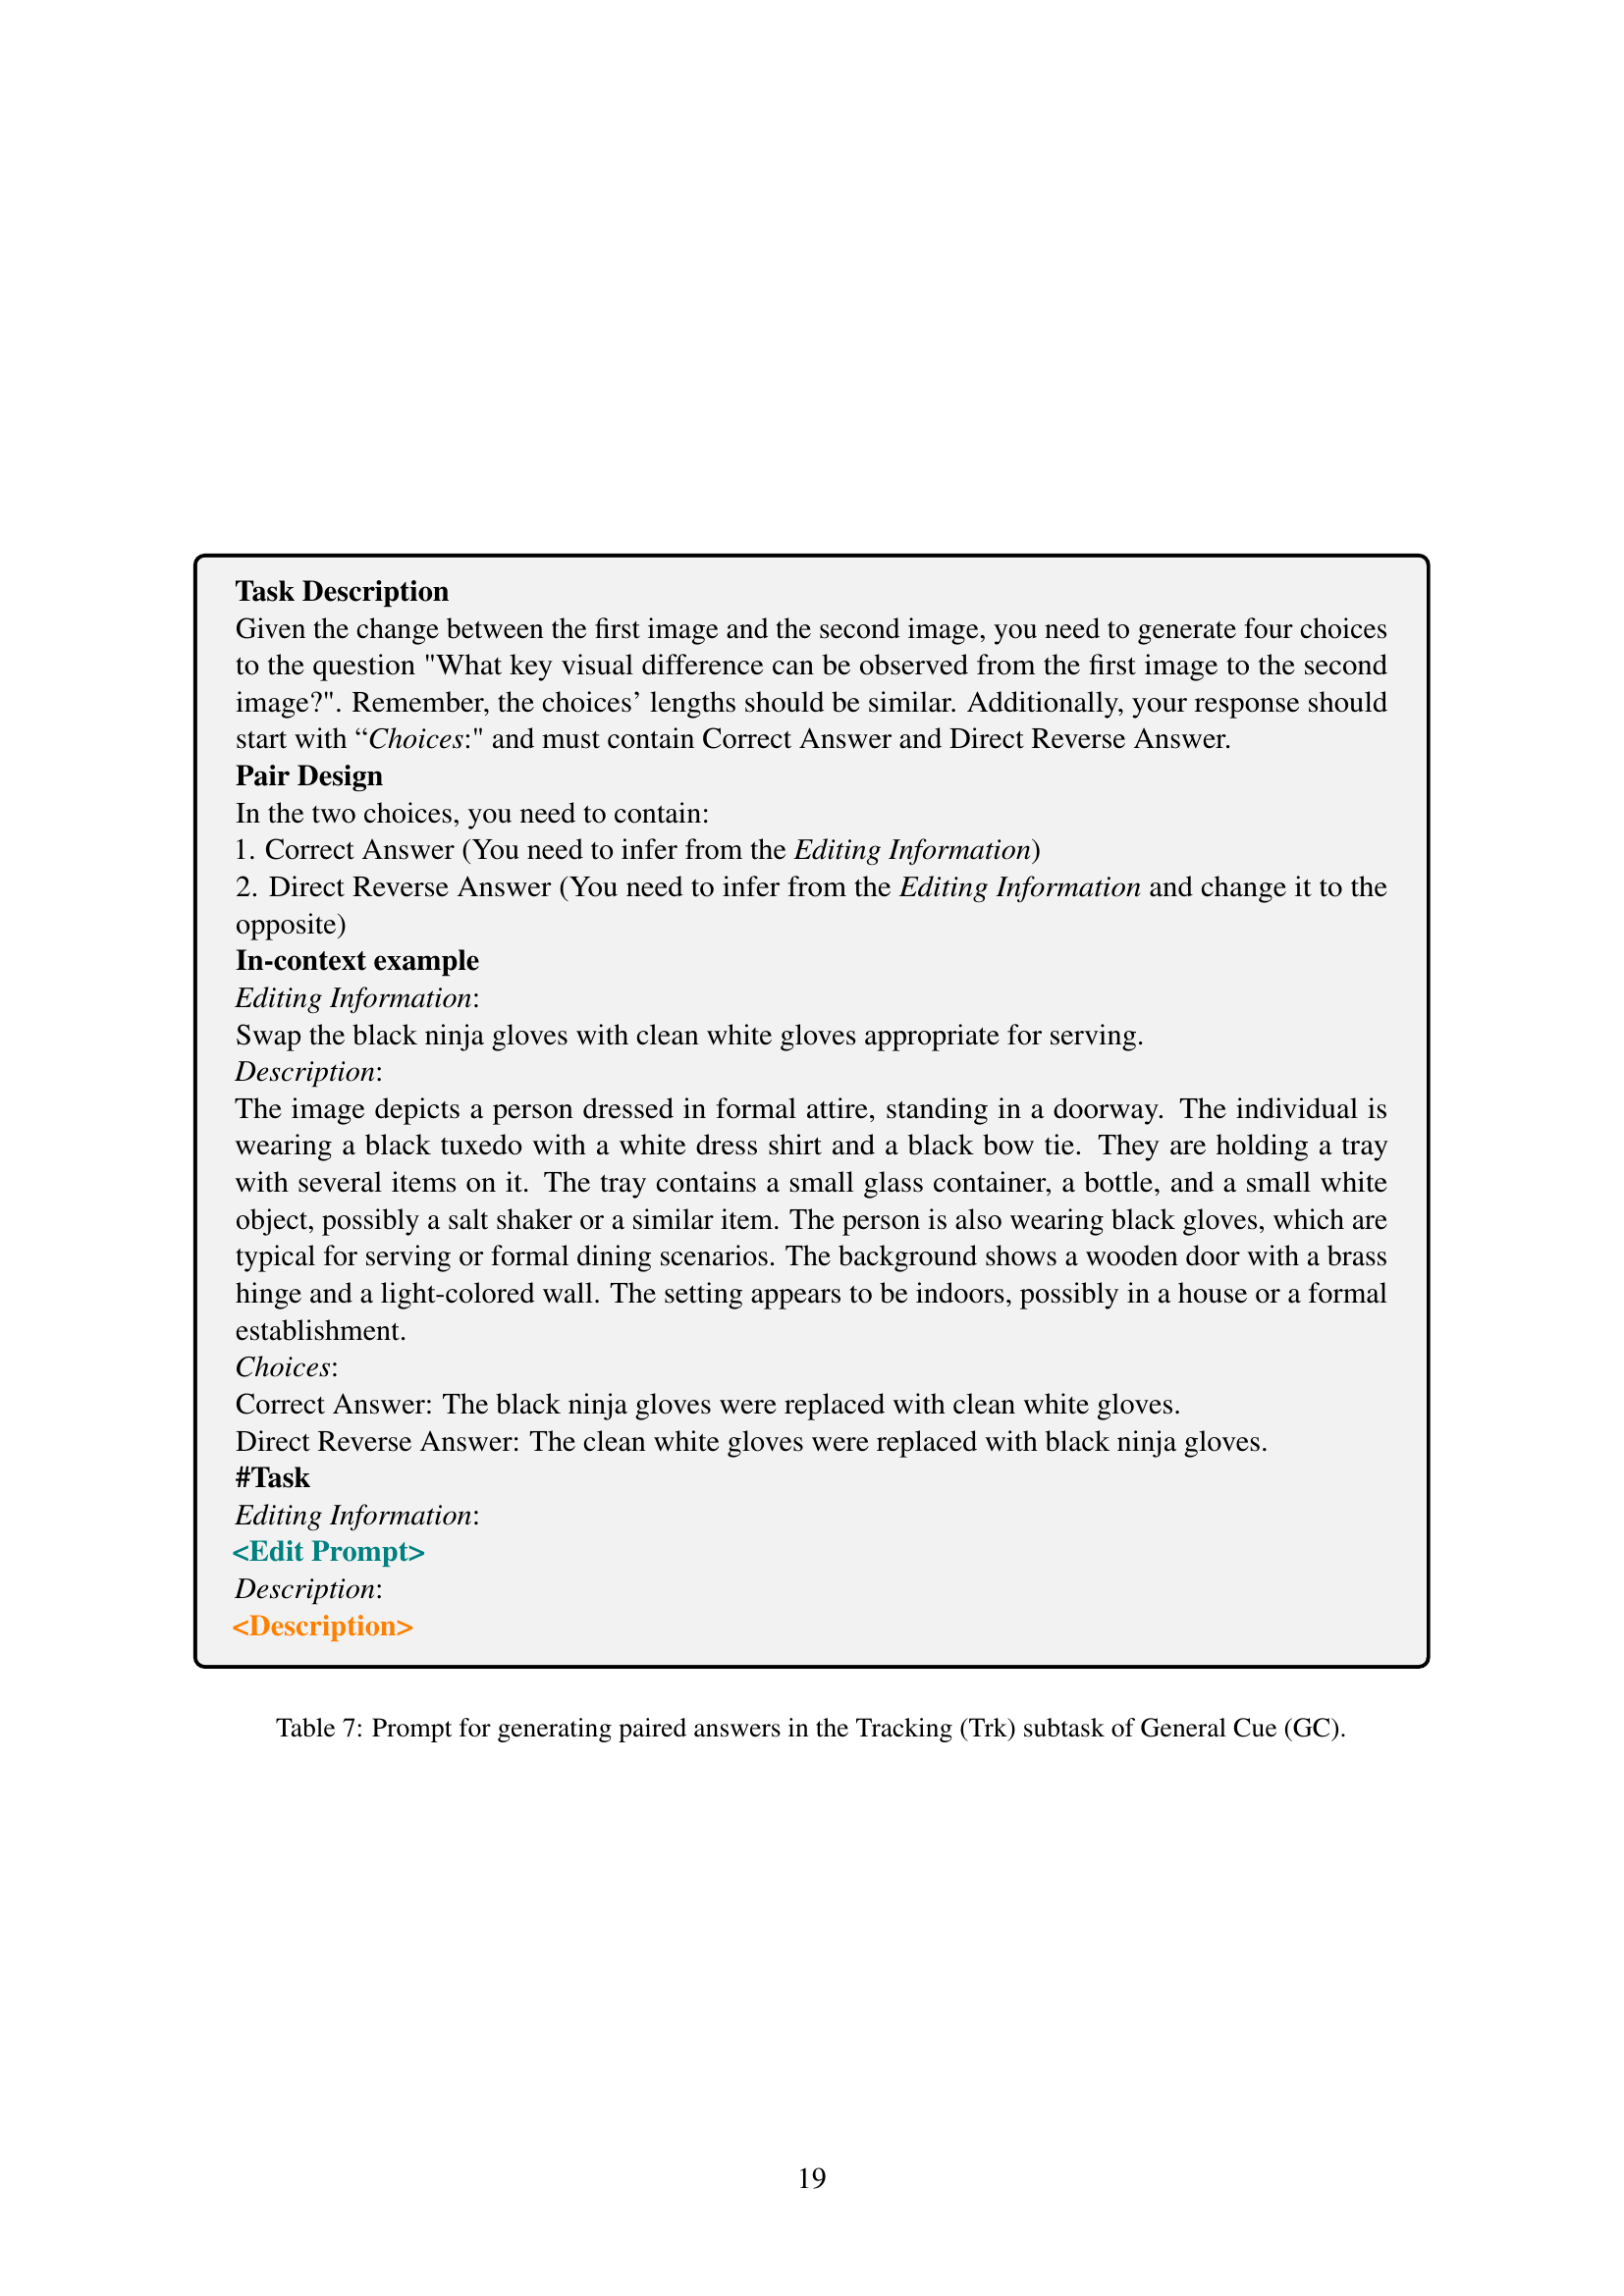 Task Description
Given the change between the first image and the second image, you need to generate four choices
to the question "What key visual difference can be observed from the first image to the second
image?". Remember, the choices’ lengths should be similar. Additionally, your response should
start with “Choices:" and must contain Correct Answer and Direct Reverse Answer.
Pair Design
In the two choices, you need to contain:
1. Correct Answer (You need to infer from the Editing Information)
2. Direct Reverse Answer (You need to infer from the Editing Information and change it to the
opposite)
In-context example
Editing Information:
Swap the black ninja gloves with clean white gloves appropriate for serving.
Description:
The image depicts a person dressed in formal attire, standing in a doorway. The individual is
wearing a black tuxedo with a white dress shirt and a black bow tie. They are holding a tray
with several items on it. The tray contains a small glass container, a bottle, and a small white
object, possibly a salt shaker or a similar item. The person is also wearing black gloves, which are
typical for serving or formal dining scenarios. The background shows a wooden door with a brass
hinge and a light-colored wall. The setting appears to be indoors, possibly in a house or a formal
establishment.
Choices:
Correct Answer: The black ninja gloves were replaced with clean white gloves.
Direct Reverse Answer: The clean white gloves were replaced with black ninja gloves.
#Task
Editing Information:
<Edit Prompt>
Description:
<Description>
Table 7: Prompt for generating paired answers in the Tracking (Trk) subtask of General Cue (GC).
19